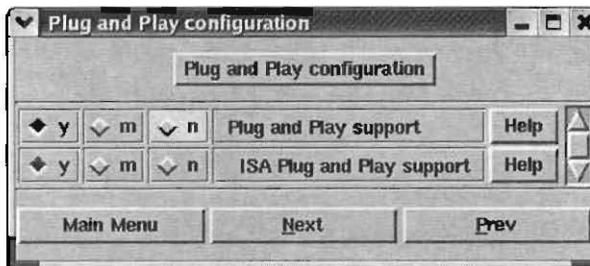 Plug and Play configuration
Plug and Play configuration
y m n Plug and Play support Help
y m n ISA Plug and Play support Help
Main Menu Next Prev